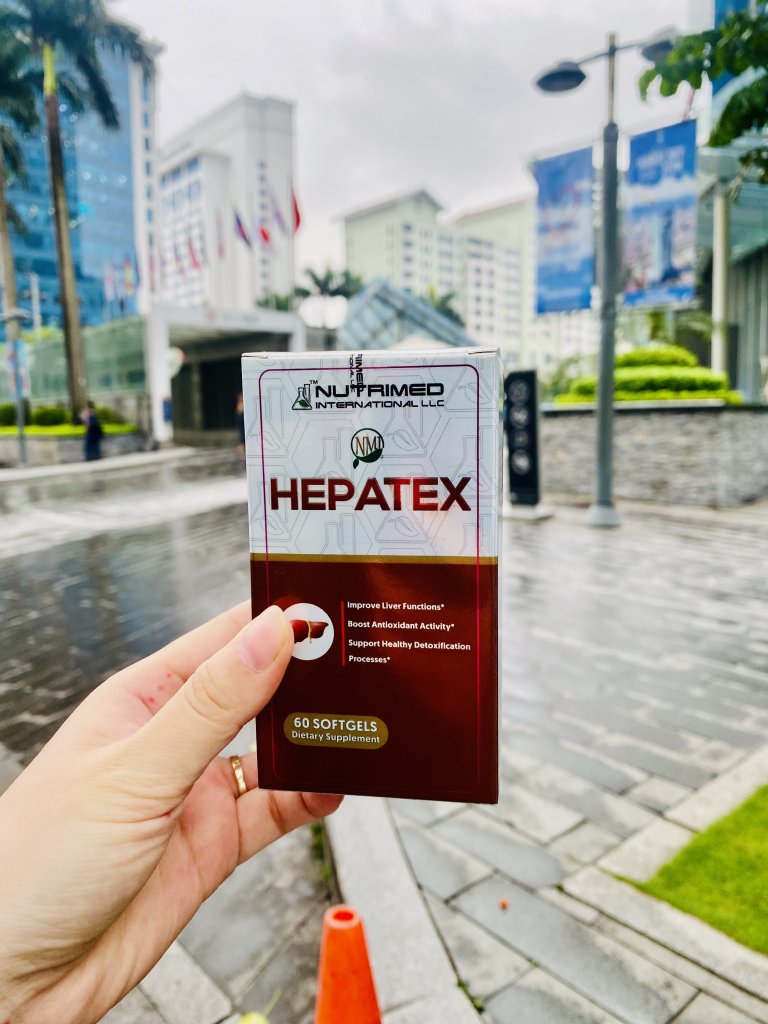 ™ NUTRIMED
INTERNATIONAL LLC
NMI
HEPATEX
Improve Liver Functions*
Boost Antioxidant Activity*
Support Healthy Detoxification
Processes*
60 SOFTGELS
Dietary Supplement